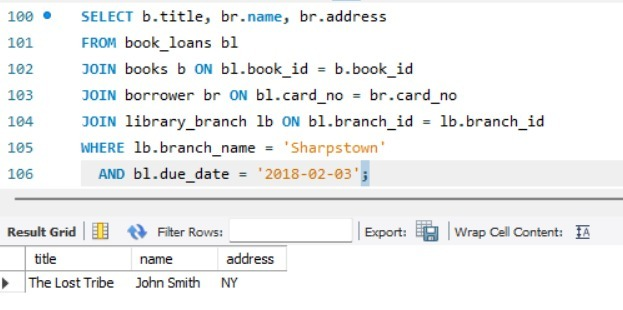 100 SELECT b.title, br.name, br.address
101 FROM book_loans bl
102 JOIN books b ON bl.book_id = b.book_id
103 JOIN borrower br ON bl.card_no = br.card_no
104 JOIN library_branch lb ON bl.branch_id = lb.branch_id
105 WHERE lb.branch_name = 'Sharpstown'
106 AND bl.due_date = '2018-02-03';
Result Grid Filter Rows: Export: Wrap Cell Content: IA
title name address
The Lost Tribe John Smith NY